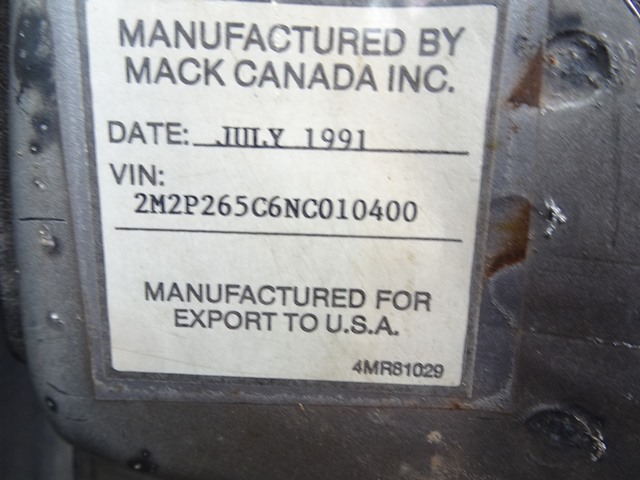 MANUFACTURED BY
MACK CANADA INC.
DATE: JULY 1991
VIN:
2M2P265C6NC010400
MANUFACTURED FOR
EXPORT TO U.S.A.
4MR81029